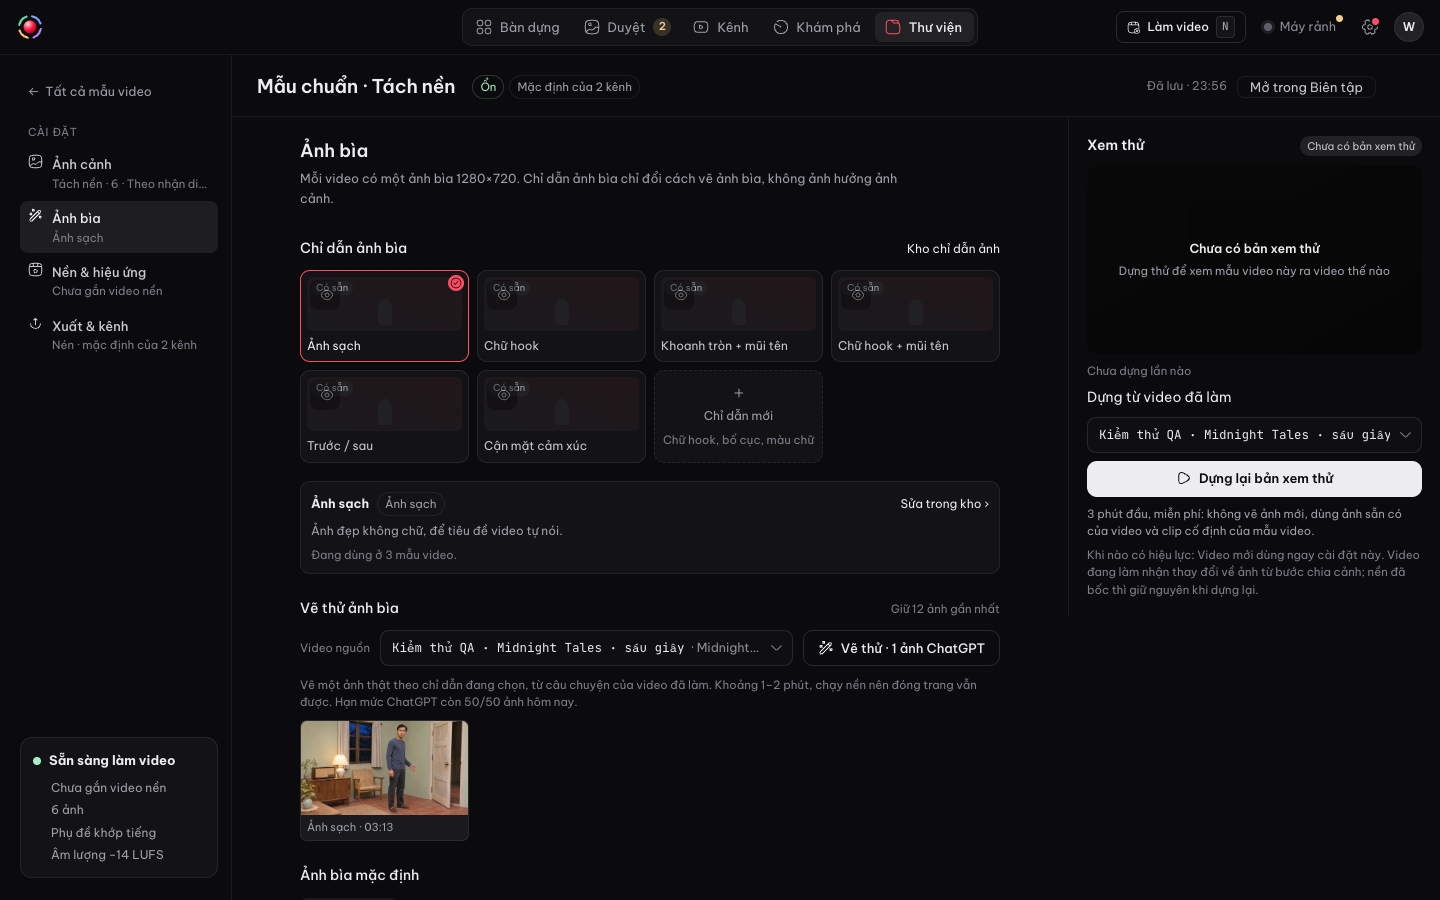 Bàn dựng
Duyệt 2
Kênh
Khám phá
Thư viện
Làm video N
Máy rảnh
W
← Tất cả mẫu video
CÀI ĐẶT
Ảnh cảnh
Tách nền · 6 · Theo nhận di...
Ảnh bìa
Ảnh sạch
Nền & hiệu ứng
Chưa gắn video nền
Xuất & kênh
Nén · mặc định của 2 kênh
Sẵn sàng làm video
Chưa gắn video nền
6 ảnh
Phụ đề khớp tiếng
Âm lượng -14 LUFS
Mẫu chuẩn · Tách nền
Ổn
Mặc định của 2 kênh
Đã lưu · 23:56
Mở trong Biên tập
Ảnh bìa
Mỗi video có một ảnh bìa 1280×720. Chỉ dẫn ảnh bìa chỉ đổi cách vẽ ảnh bìa, không ảnh hưởng ảnh
cảnh.
Chỉ dẫn ảnh bìa
Kho chỉ dẫn ảnh
Có sẵn
Ảnh sạch
Có sẵn
Chữ hook
Có sẵn
Khoanh tròn + mũi tên
Có sẵn
Chữ hook + mũi tên
Có sẵn
Trước / sau
Có sẵn
Cận mặt cảm xúc
+
Chỉ dẫn mới
Chữ hook, bố cục, màu chữ
Ảnh sạch
Ảnh sạch
Sửa trong kho ›
Ảnh đẹp không chữ, để tiêu đề video tự nói.
Đang dùng ở 3 mẫu video.
Vẽ thử ảnh bìa
Giữ 12 ảnh gần nhất
Video nguồn
Kiểm thử QA · Midnight Tales · sáu giây · Midnight...
Vẽ thử · 1 ảnh ChatGPT
Vẽ một ảnh thật theo chỉ dẫn đang chọn, từ câu chuyện của video đã làm. Khoảng 1–2 phút, chạy nền nên đóng trang vẫn
được. Hạn mức ChatGPT còn 50/50 ảnh hôm nay.
Ảnh sạch · 03:13
Ảnh bìa mặc định
Xem thử
Chưa có bản xem thử
Chưa có bản xem thử
Dựng thử để xem mẫu video này ra video thế nào
Chưa dựng lần nào
Dựng từ video đã làm
Kiểm thử QA · Midnight Tales · sáu giây
Dựng lại bản xem thử
3 phút đầu, miễn phí: không vẽ ảnh mới, dùng ảnh sẵn có
của video và clip cố định của mẫu video.
Khi nào có hiệu lực: Video mới dùng ngay cài đặt này. Video
đang làm nhận thay đổi về ảnh từ bước chia cảnh; nền đã
bốc thì giữ nguyên khi dựng lại.